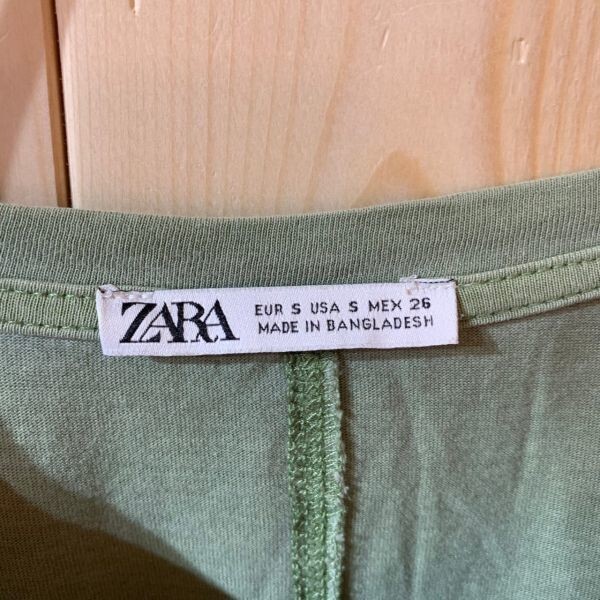 ZARA
EUR S USA S MEX 26
MADE IN BANGLADESH